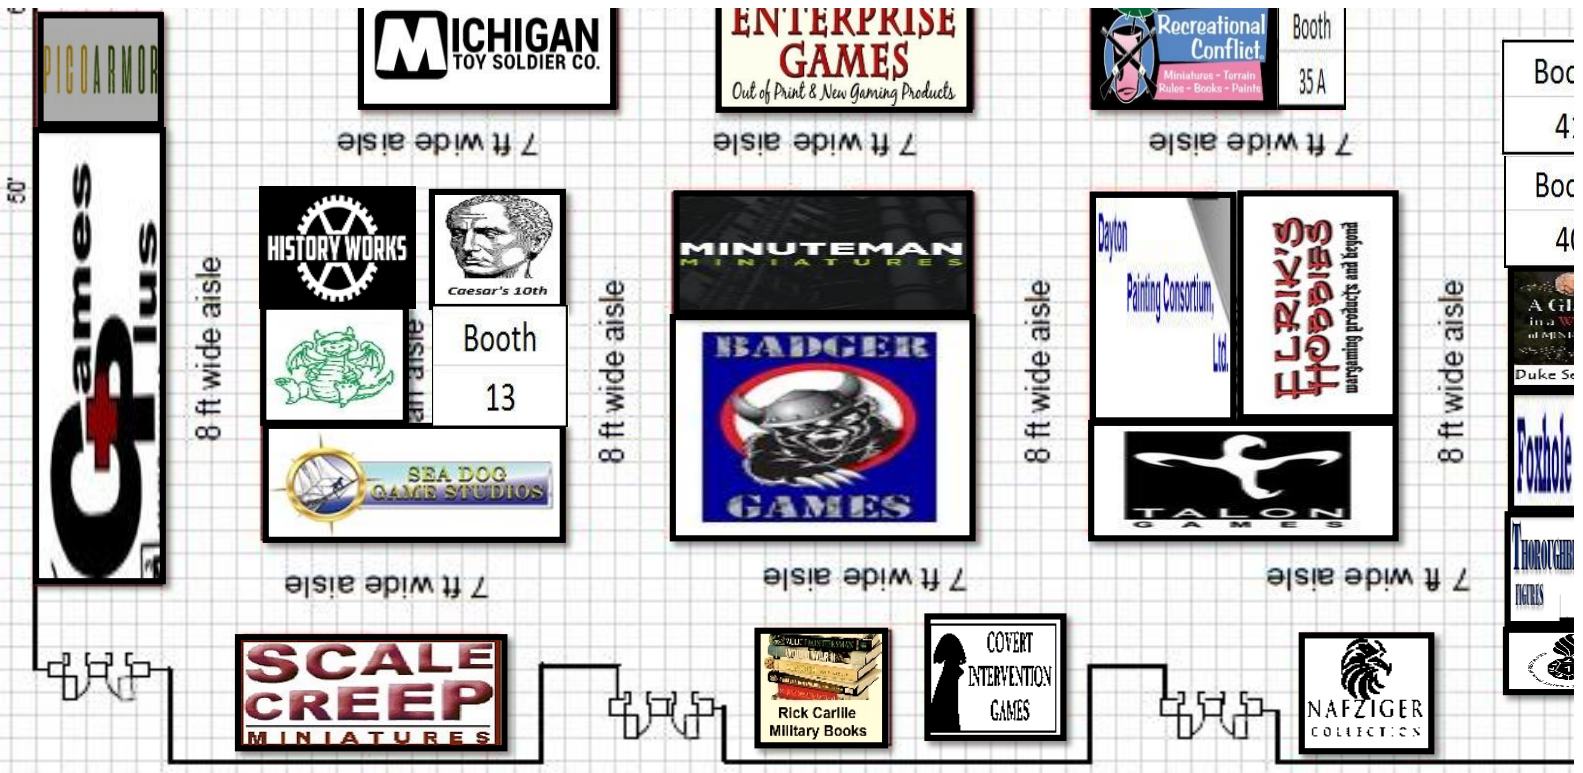 PICOARMOR
MICHIGAN
TOY SOLDIER CO.
ENTERPRISE
GAMES
Out of Print & New Gaming Products
Recreational
Conflict.
Miniatures - Terrain
Rules - Books - Paints
Booth
35 A
Booth
7 ft wide aisle
7 ft wide aisle
7 ft wide aisle
50'
Games
Plus
8 ft wide aisle
HISTORY WORKS
Caesar's 10th
Booth
13
aisle
SEA DOG
GAME STUDIOS
8 ft wide aisle
MINUTEMAN
MINIATURES
BADGER
GAMES
8 ft wide aisle
Dayton
Painting Consortium,
Ltd.
ELRIK'S
HOBBIES
wargaming products and beyond
TALON
GAMES
8 ft wide aisle
in a
Duke
Foxhole
FIGURES
7 ft wide aisle
7 ft wide aisle
7 ft wide aisle
SCALE
CREEP
MINIATURES
Rick Carlile
Military Books
COVERT
INTERVENTION
GAMES
NAFZIGER
COLLECTION